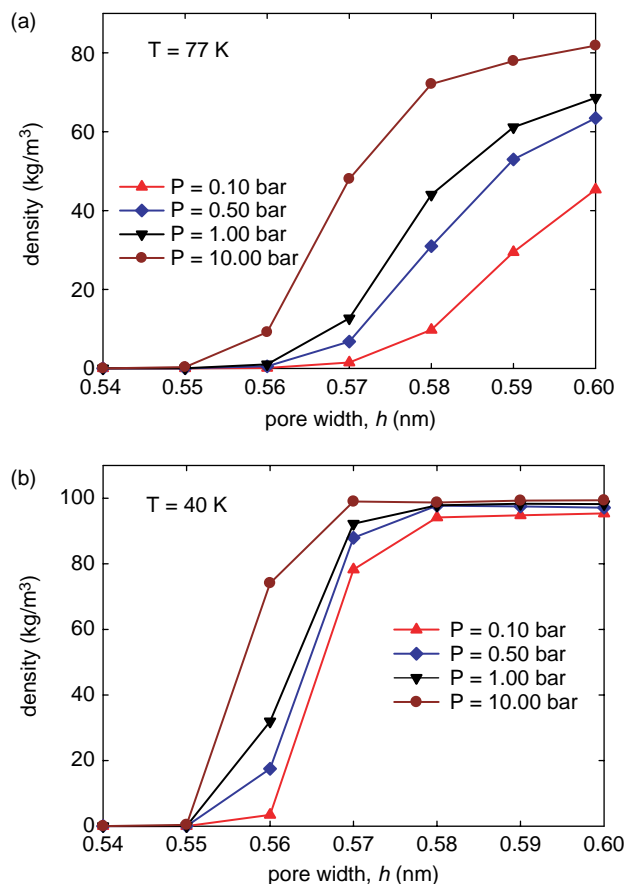 (a)
T = 77 K
80
60
40
20
0
density (kg/m³)
P = 0.10 bar
P = 0.50 bar
P = 1.00 bar
P = 10.00 bar
0.54 0.55 0.56 0.57 0.58 0.59 0.60
pore width, h (nm)
(b)
T = 40 K
100
80
60
40
20
0
density (kg/m³)
P = 0.10 bar
P = 0.50 bar
P = 1.00 bar
P = 10.00 bar
0.54 0.55 0.56 0.57 0.58 0.59 0.60
pore width, h (nm)